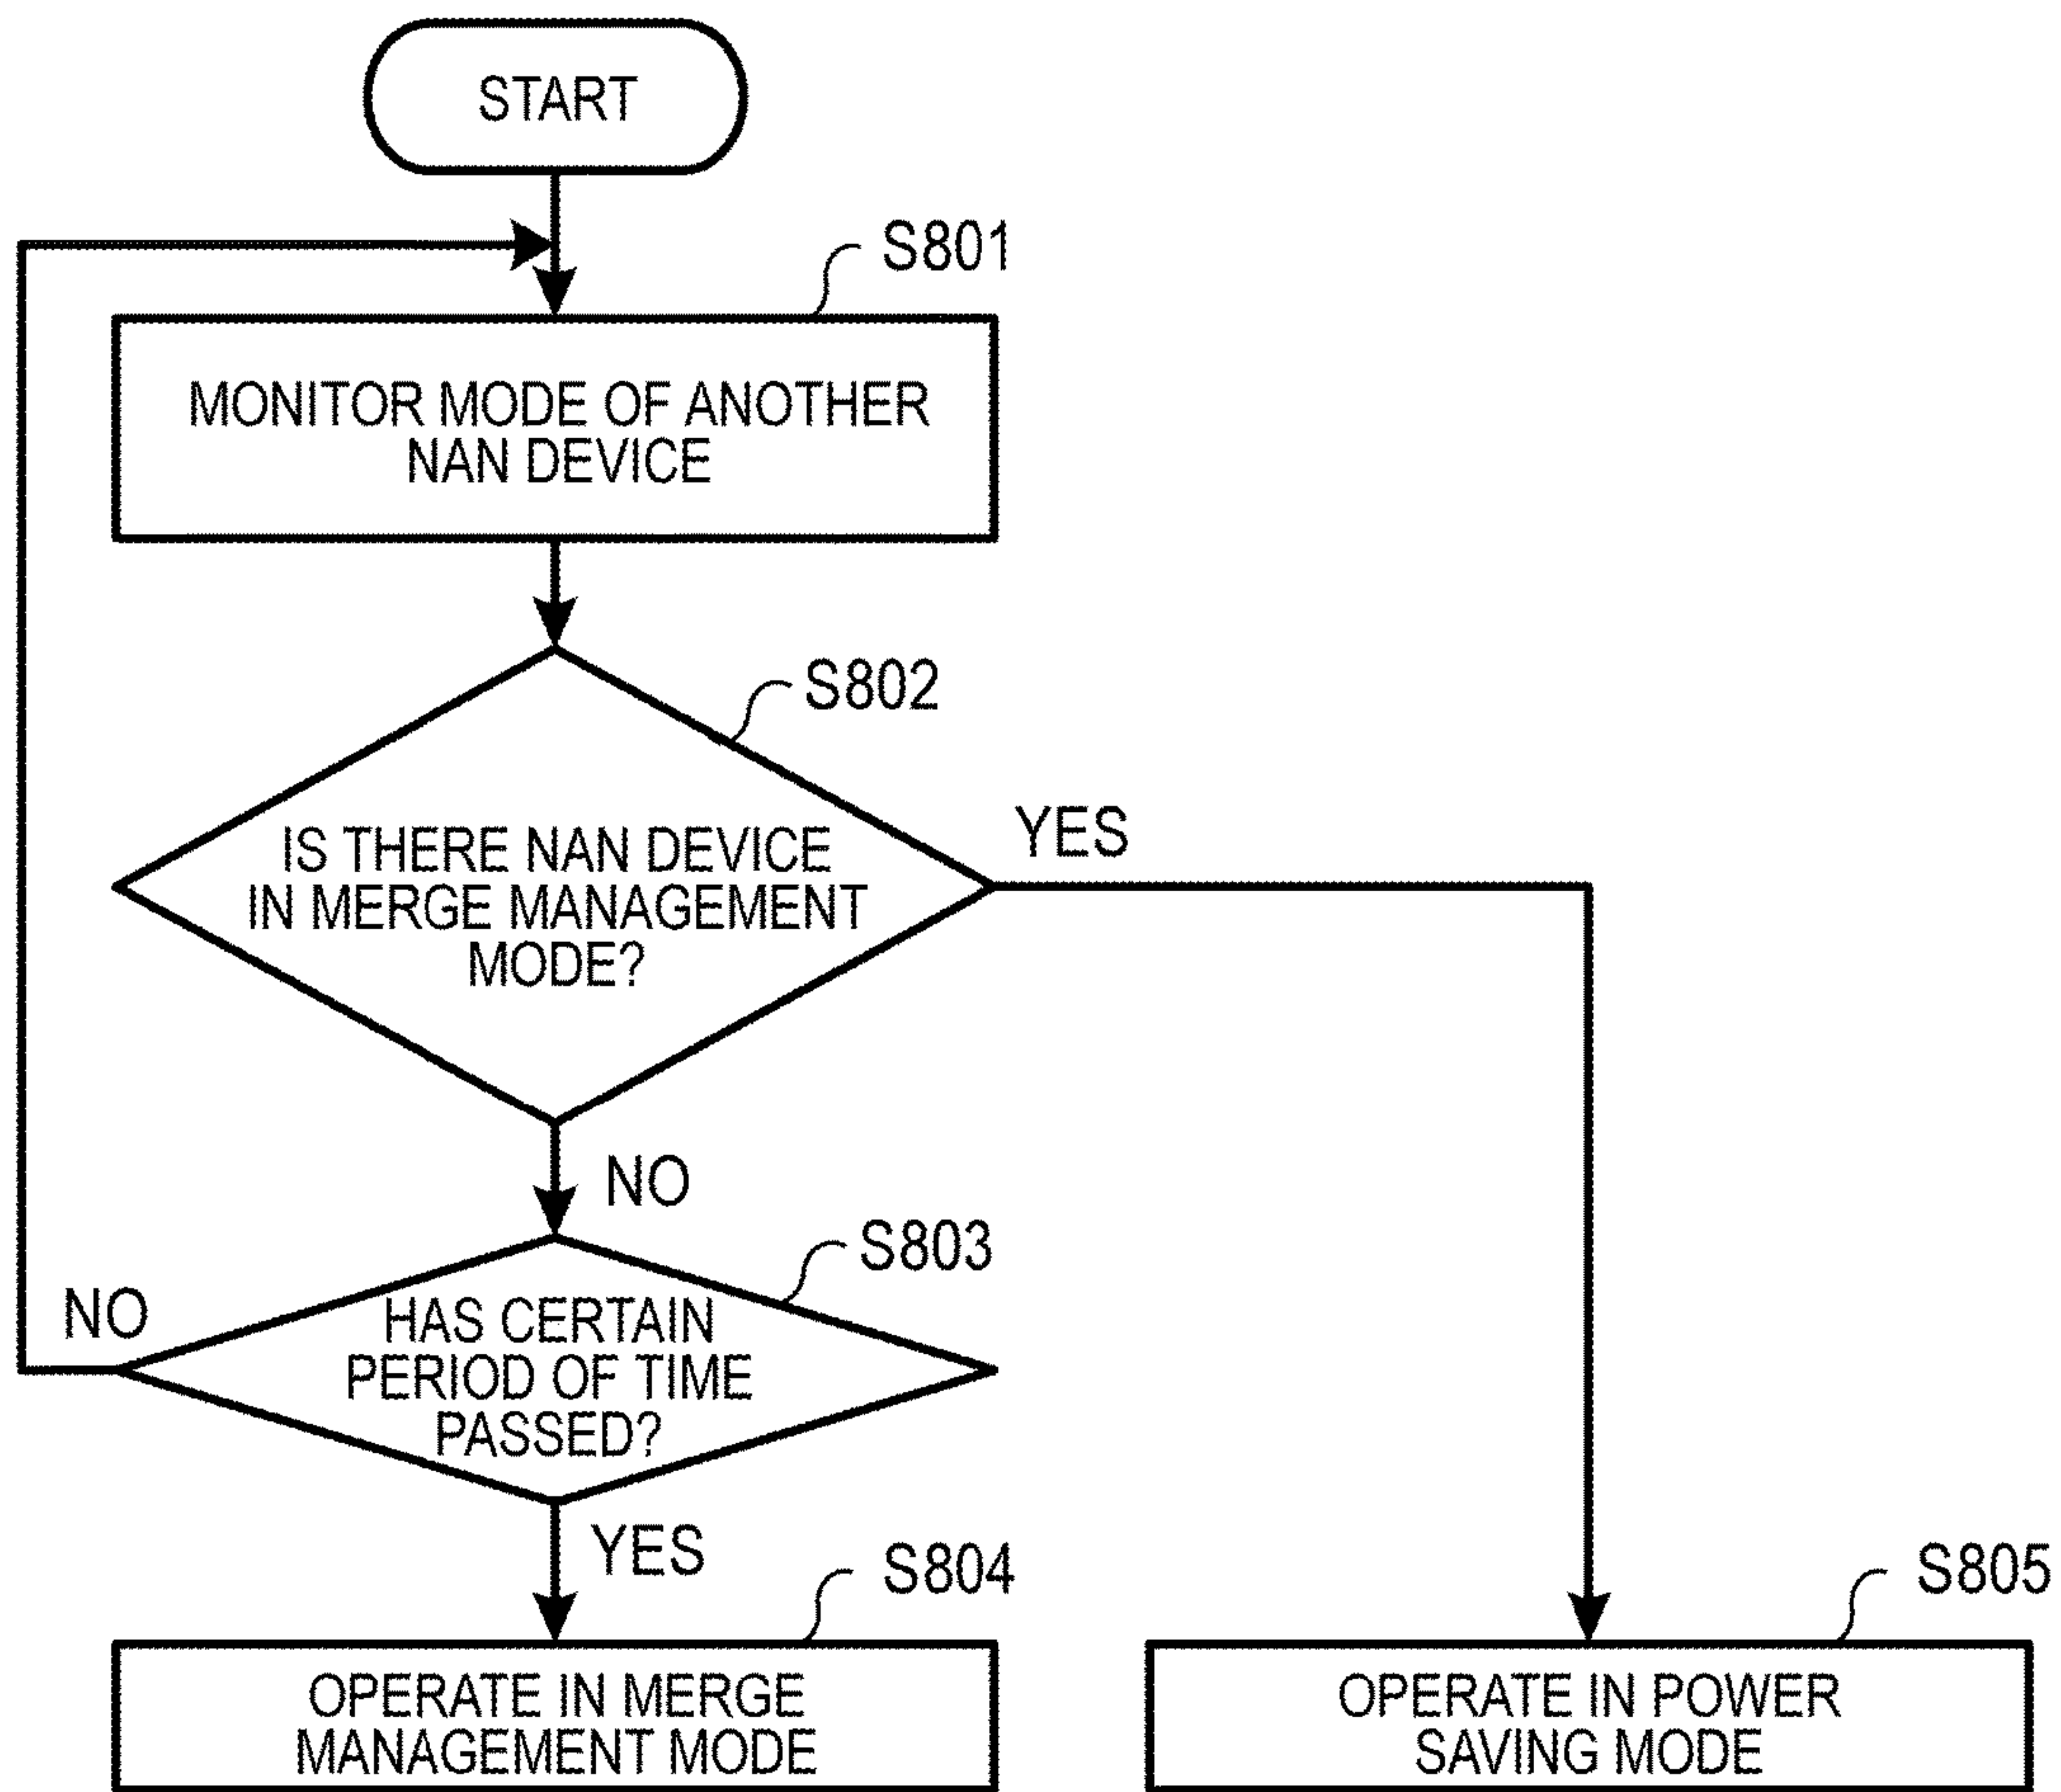 START
S801
MONITOR MODE OF ANOTHER
NAN DEVICE
S802
IS THERE NAN DEVICE
IN MERGE MANAGEMENT
MODE?
YES
NO
S803
HAS CERTAIN
PERIOD OF TIME
PASSED?
NO
YES
S804
OPERATE IN MERGE
MANAGEMENT MODE
S805
OPERATE IN POWER
SAVING MODE